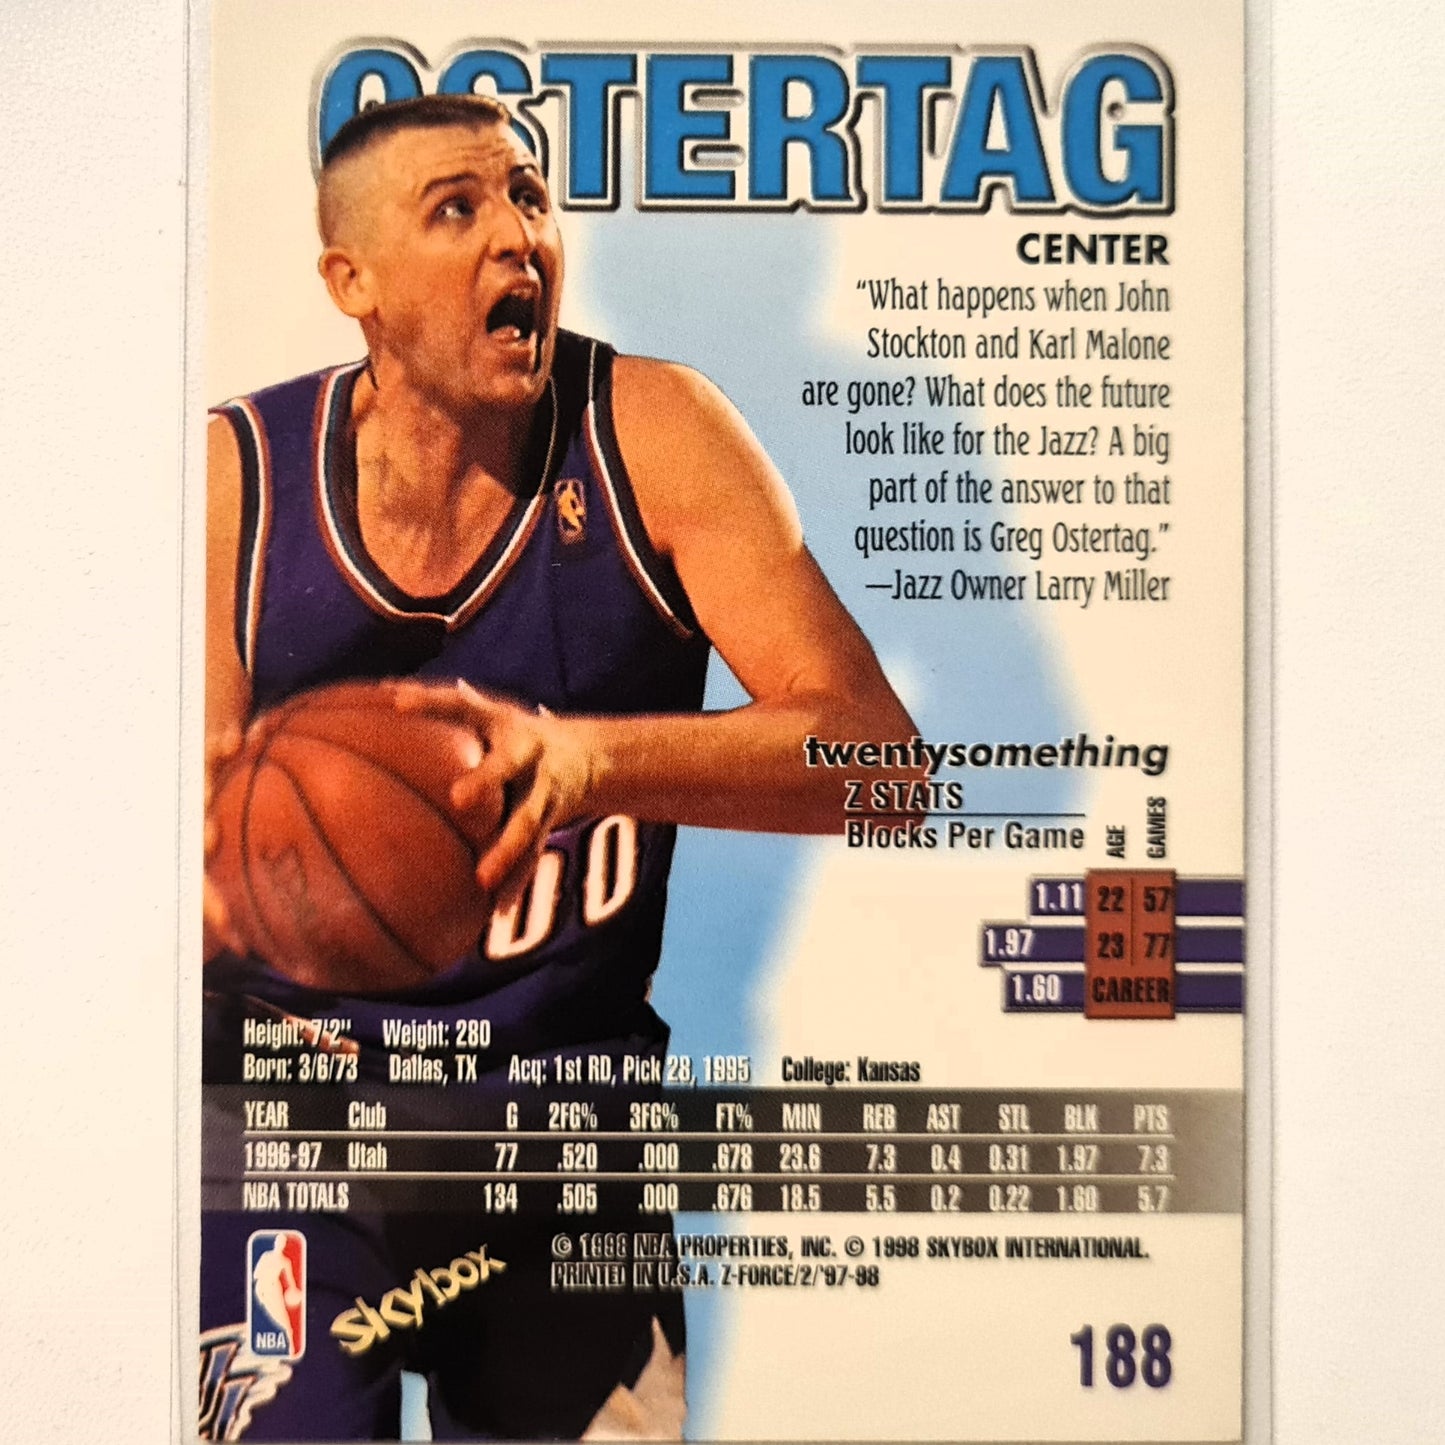 OSTERTAG
CENTER
“What happens when John
Stockton and Karl Malone
are gone? What does the future
look like for the Jazz? A big
part of the answer to that
question is Greg Ostertag.”
—Jazz Owner Larry Miller
twentysomething
Z STATS
Blocks Per Game AGE GAMES
1.11 22 57
1.97 23 77
1.60 CAREER
00
Height: 7'2" Weight: 280
Born: 3/6/73 Dallas, TX Acq: 1st RD, Pick 28, 1995 College: Kansas
YEAR Club G 2FG% 3FG% FT% MIN REB AST STL BLK PTS
1996-97 Utah 77 .520 .000 .678 23.6 7.3 0.4 0.31 1.97 7.3
NBA TOTALS 134 .505 .000 .676 18.5 5.5 0.2 0.22 1.60 5.7
© 1998 NBA PROPERTIES, INC. © 1998 SKYBOX INTERNATIONAL.
PRINTED IN U.S.A. Z-FORCE/2/'97-98
NBA
skybox
188